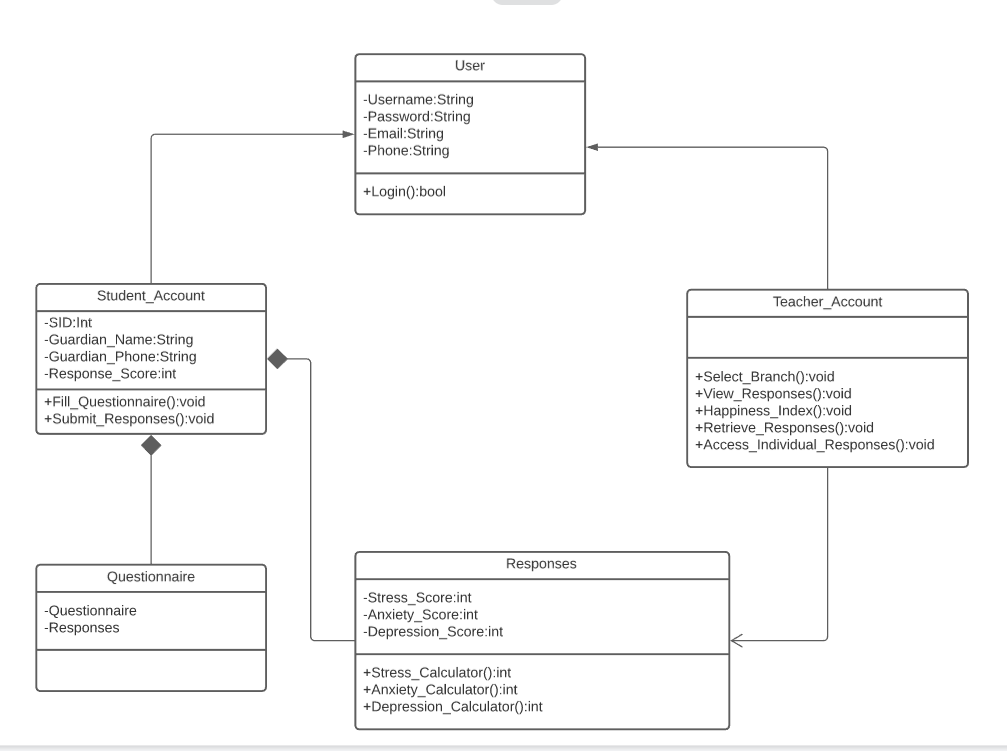 User
-Username:String
-Password:String
-Email:String
-Phone:String
+Login():bool
Student_Account
-SID:Int
-Guardian_Name:String
-Guardian_Phone:String
-Response_Score:int
+Fill_Questionnaire():void
+Submit_Responses():void
Teacher_Account
+Select_Branch():void
+View_Responses():void
+Happiness_Index():void
+Retrieve_Responses():void
+Access_Individual_Responses():void
Questionnaire
-Questionnaire
-Responses
Responses
-Stress_Score:int
-Anxiety_Score:int
-Depression_Score:int
+Stress_Calculator():int
+Anxiety_Calculator():int
+Depression_Calculator():int